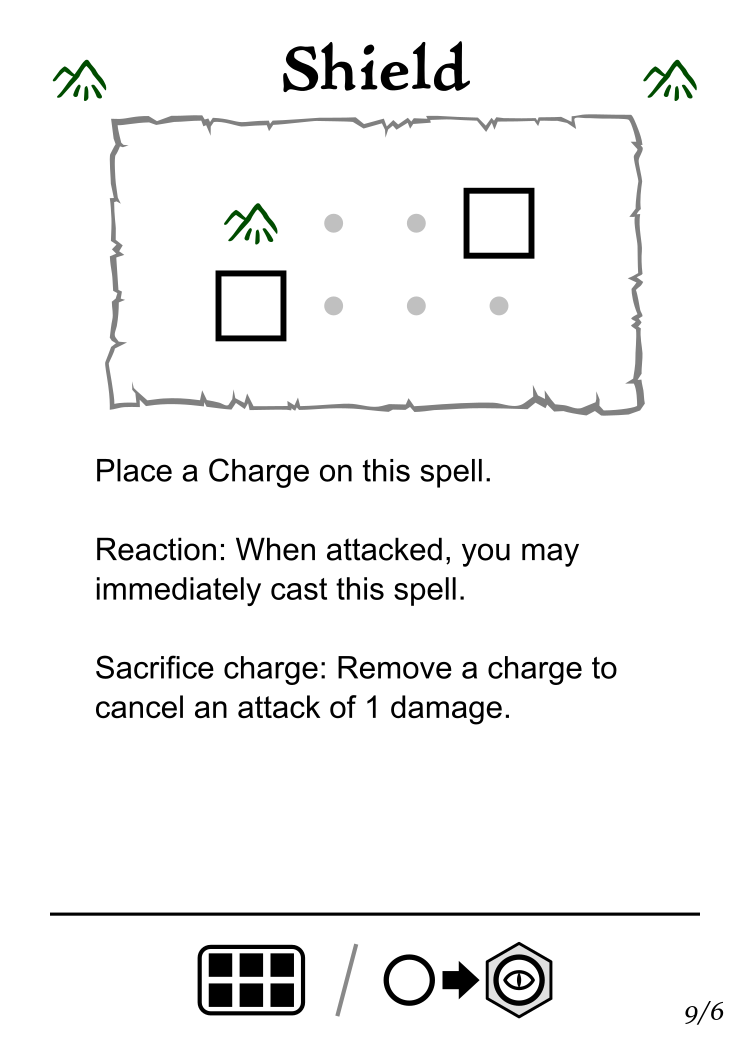 Shield
Place a Charge on this spell.
Reaction: When attacked, you may
immediately cast this spell.
Sacrifice charge: Remove a charge to
cancel an attack of 1 damage.
9/6